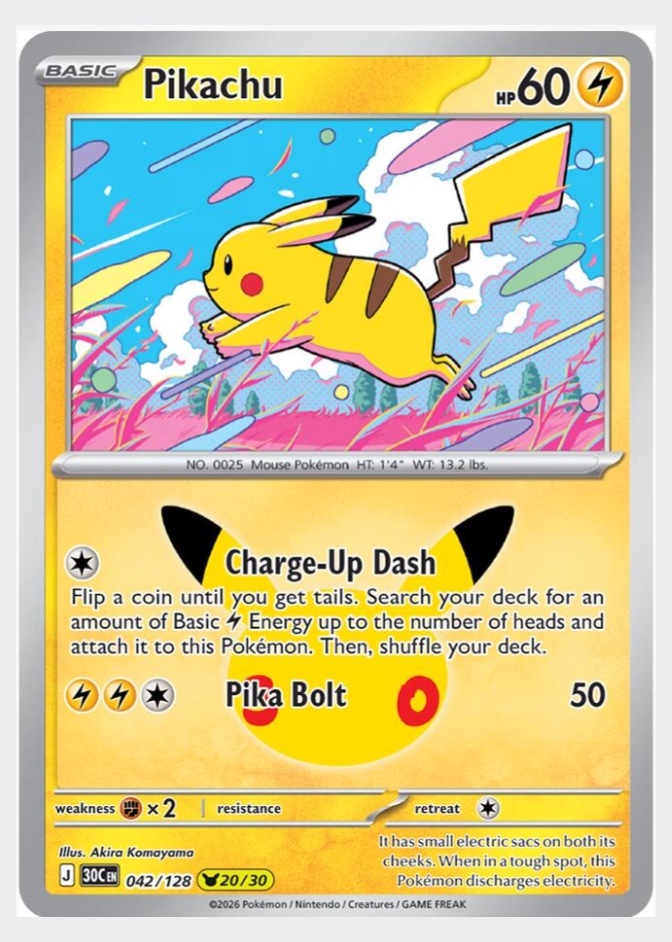 BASIC Pikachu HP60
NO. 0025 Mouse Pokémon HT: 1'4" WT: 13.2 lbs.
Charge-Up Dash
Flip a coin until you get tails. Search your deck for an
amount of Basic Energy up to the number of heads and
attach it to this Pokémon. Then, shuffle your deck.
Pika Bolt 50
30
weakness ×2 resistance retreat
Illus. Akira Komayama
J 30C EN 042/128 20/30
It has small electric sacs on both its
cheeks. When in a tough spot, this
Pokémon discharges electricity.
©2026 Pokémon / Nintendo / Creatures / GAME FREAK